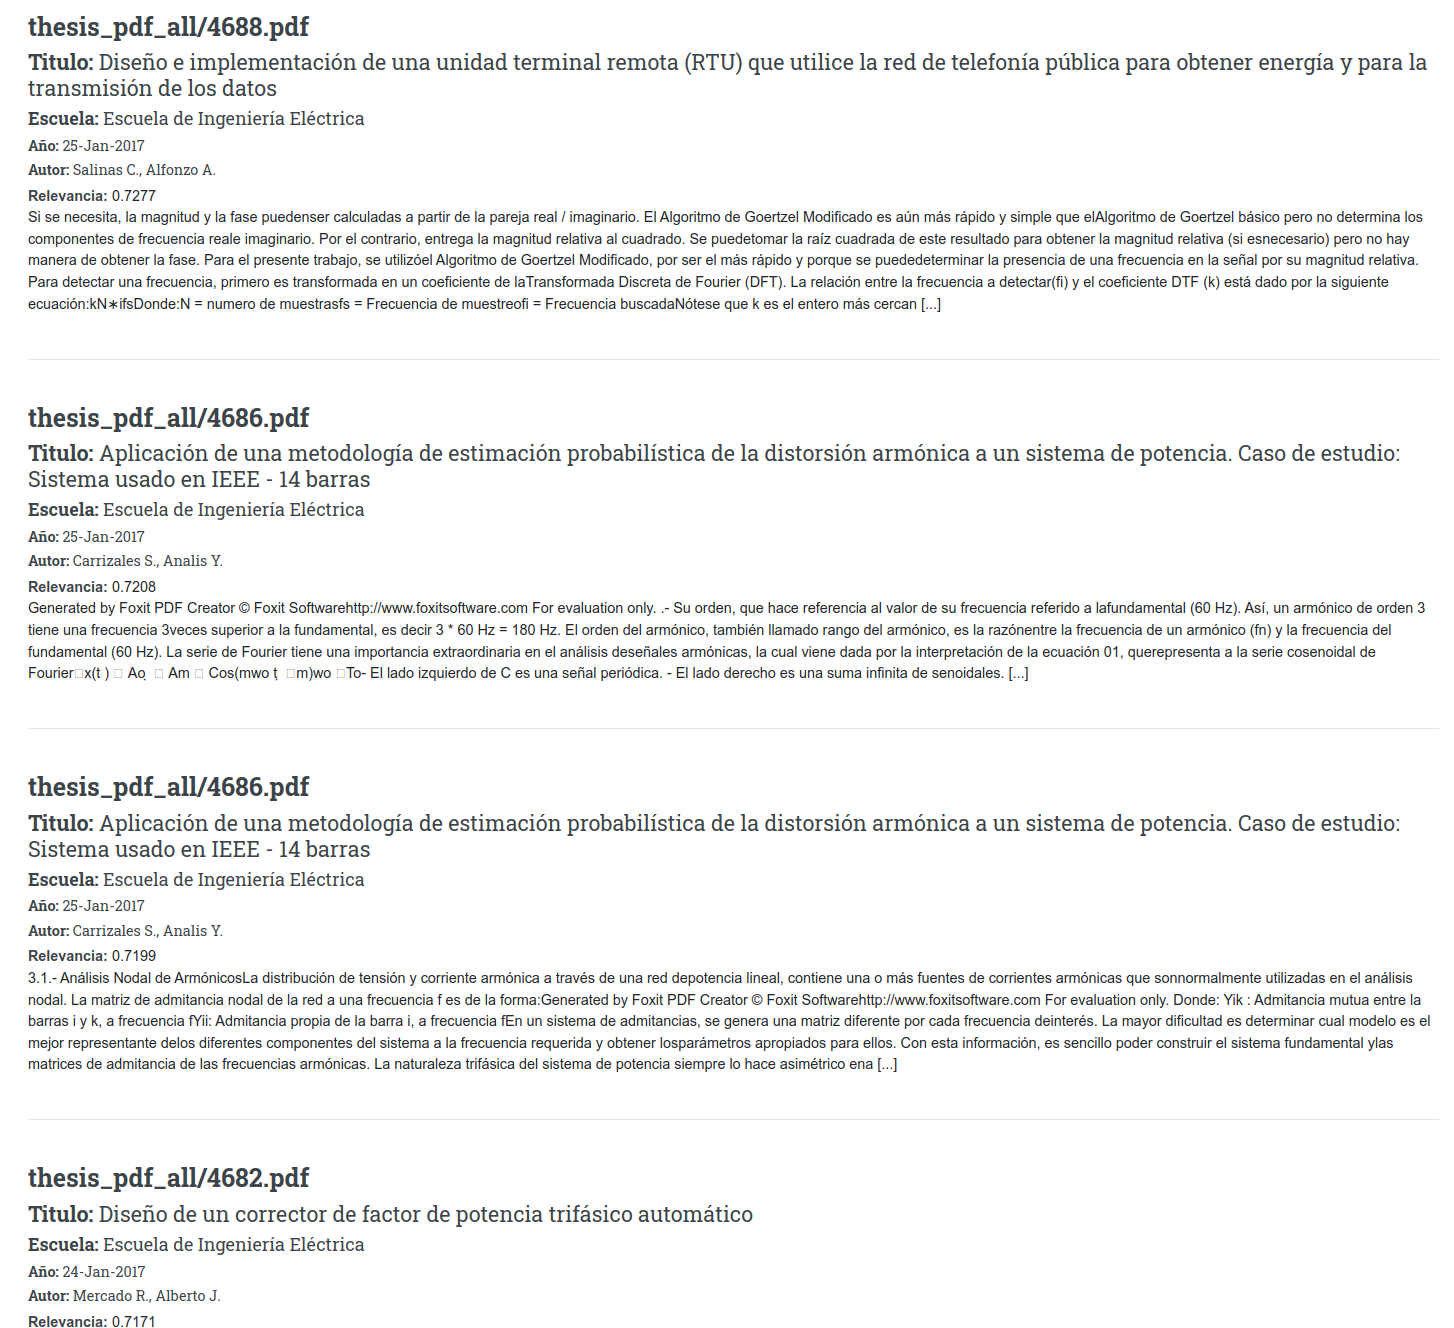 thesis_pdf_all/4688.pdf
Titulo: Diseño e implementación de una unidad terminal remota (RTU) que utilice la red de telefonía pública para obtener energía y para la
transmisión de los datos
Escuela: Escuela de Ingeniería Eléctrica
Año: 25-Jan-2017
Autor: Salinas C., Alfonzo A.
Relevancia: 0.7277
Si se necesita, la magnitud y la fase puedenser calculadas a partir de la pareja real / imaginario. El Algoritmo de Goertzel Modificado es aún más rápido y simple que elAlgoritmo de Goertzel básico pero no determina los
componentes de frecuencia reale imaginario. Por el contrario, entrega la magnitud relativa al cuadrado. Se puedetomar la raíz cuadrada de este resultado para obtener la magnitud relativa (si esnecesario) pero no hay
manera de obtener la fase. Para el presente trabajo, se utilizóel Algoritmo de Goertzel Modificado, por ser el más rápido y porque se puededeterminar la presencia de una frecuencia en la señal por su magnitud relativa.
Para detectar una frecuencia, primero es transformada en un coeficiente de laTransformada Discreta de Fourier (DFT). La relación entre la frecuencia a detectar(fi) y el coeficiente DTF (k) está dado por la siguiente
ecuación:kN∗ifsDonde:N = numero de muestrasfs = Frecuencia de muestreofi = Frecuencia buscadaNótese que k es el entero más cercan [...]
thesis_pdf_all/4686.pdf
Titulo: Aplicación de una metodología de estimación probabilística de la distorsión armónica a un sistema de potencia. Caso de estudio:
Sistema usado en IEEE - 14 barras
Escuela: Escuela de Ingeniería Eléctrica
Año: 25-Jan-2017
Autor: Carrizales S., Analis Y.
Relevancia: 0.7208
Generated by Foxit PDF Creator © Foxit Softwarehttp://www.foxitsoftware.com For evaluation only. .- Su orden, que hace referencia al valor de su frecuencia referido a lafundamental (60 Hz). Así, un armónico de orden 3
tiene una frecuencia 3veces superior a la fundamental, es decir 3 * 60 Hz = 180 Hz. El orden del armónico, también llamado rango del armónico, es la razónentre la frecuencia de un armónico (fn) y la frecuencia del
fundamental (60 Hz). La serie de Fourier tiene una importancia extraordinaria en el análisis deseñales armónicas, la cual viene dada por la interpretación de la ecuación 01, querepresenta a la serie cosenoidal de
Fourier□x(t ) □ Ao̩ □ Am □ Cos(mwo t̩ □m)wo □To- El lado izquierdo de C es una señal periódica. - El lado derecho es una suma infinita de senoidales. [...]
thesis_pdf_all/4686.pdf
Titulo: Aplicación de una metodología de estimación probabilística de la distorsión armónica a un sistema de potencia. Caso de estudio:
Sistema usado en IEEE - 14 barras
Escuela: Escuela de Ingeniería Eléctrica
Año: 25-Jan-2017
Autor: Carrizales S., Analis Y.
Relevancia: 0.7199
3.1.- Análisis Nodal de ArmónicosLa distribución de tensión y corriente armónica a través de una red depotencia lineal, contiene una o más fuentes de corrientes armónicas que sonnormalmente utilizadas en el análisis
nodal. La matriz de admitancia nodal de la red a una frecuencia f es de la forma:Generated by Foxit PDF Creator © Foxit Softwarehttp://www.foxitsoftware.com For evaluation only. Donde: Yik : Admitancia mutua entre la
barras i y k, a frecuencia fYii: Admitancia propia de la barra i, a frecuencia fEn un sistema de admitancias, se genera una matriz diferente por cada frecuencia deinterés. La mayor dificultad es determinar cual modelo es el
mejor representante delos diferentes componentes del sistema a la frecuencia requerida y obtener losparámetros apropiados para ellos. Con esta información, es sencillo poder construir el sistema fundamental ylas
matrices de admitancia de las frecuencias armónicas. La naturaleza trifásica del sistema de potencia siempre lo hace asimétrico ena [...]
thesis_pdf_all/4682.pdf
Titulo: Diseño de un corrector de factor de potencia trifásico automático
Escuela: Escuela de Ingeniería Eléctrica
Año: 24-Jan-2017
Autor: Mercado R., Alberto J.
Relevancia: 0.7171